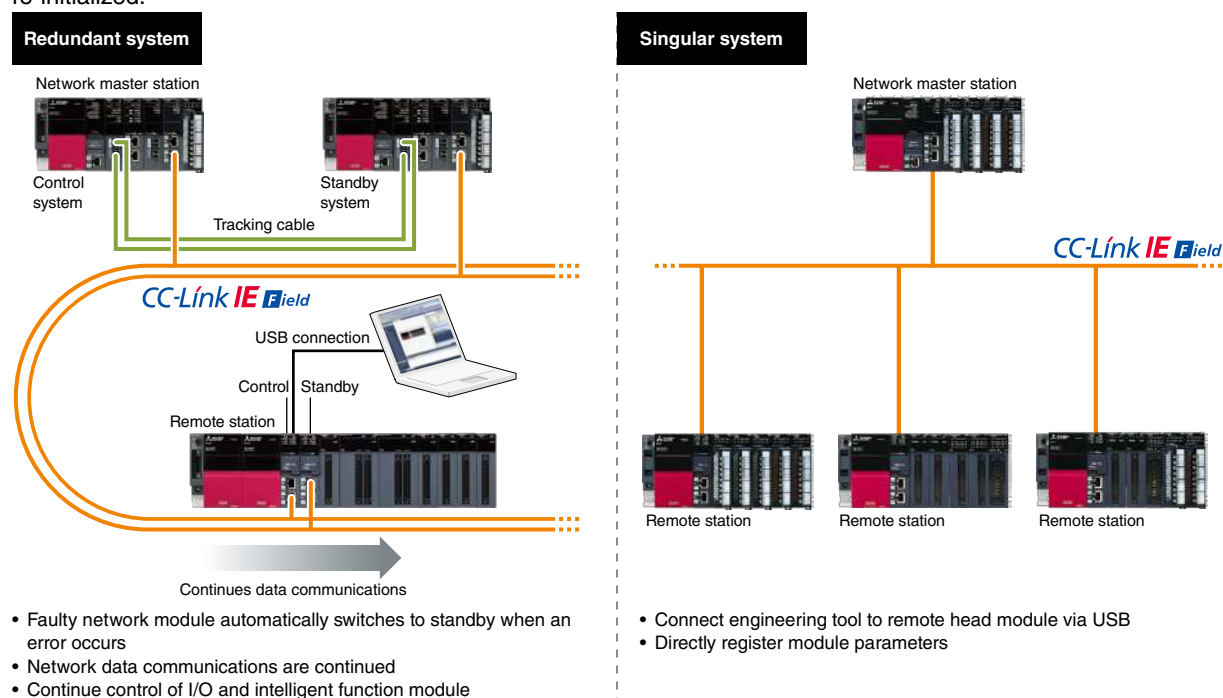 re-initialized.
Redundant system
Network master station
Control
system
Standby
system
Tracking cable
CC-Link IE Field
USB connection
Control Standby
Remote station
Continues data communications
• Faulty network module automatically switches to standby when an
error occurs
• Network data communications are continued
• Continue control of I/O and intelligent function module
Singular system
Network master station
CC-Link IE Field
Remote station
Remote station
Remote station
• Connect engineering tool to remote head module via USB
• Directly register module parameters